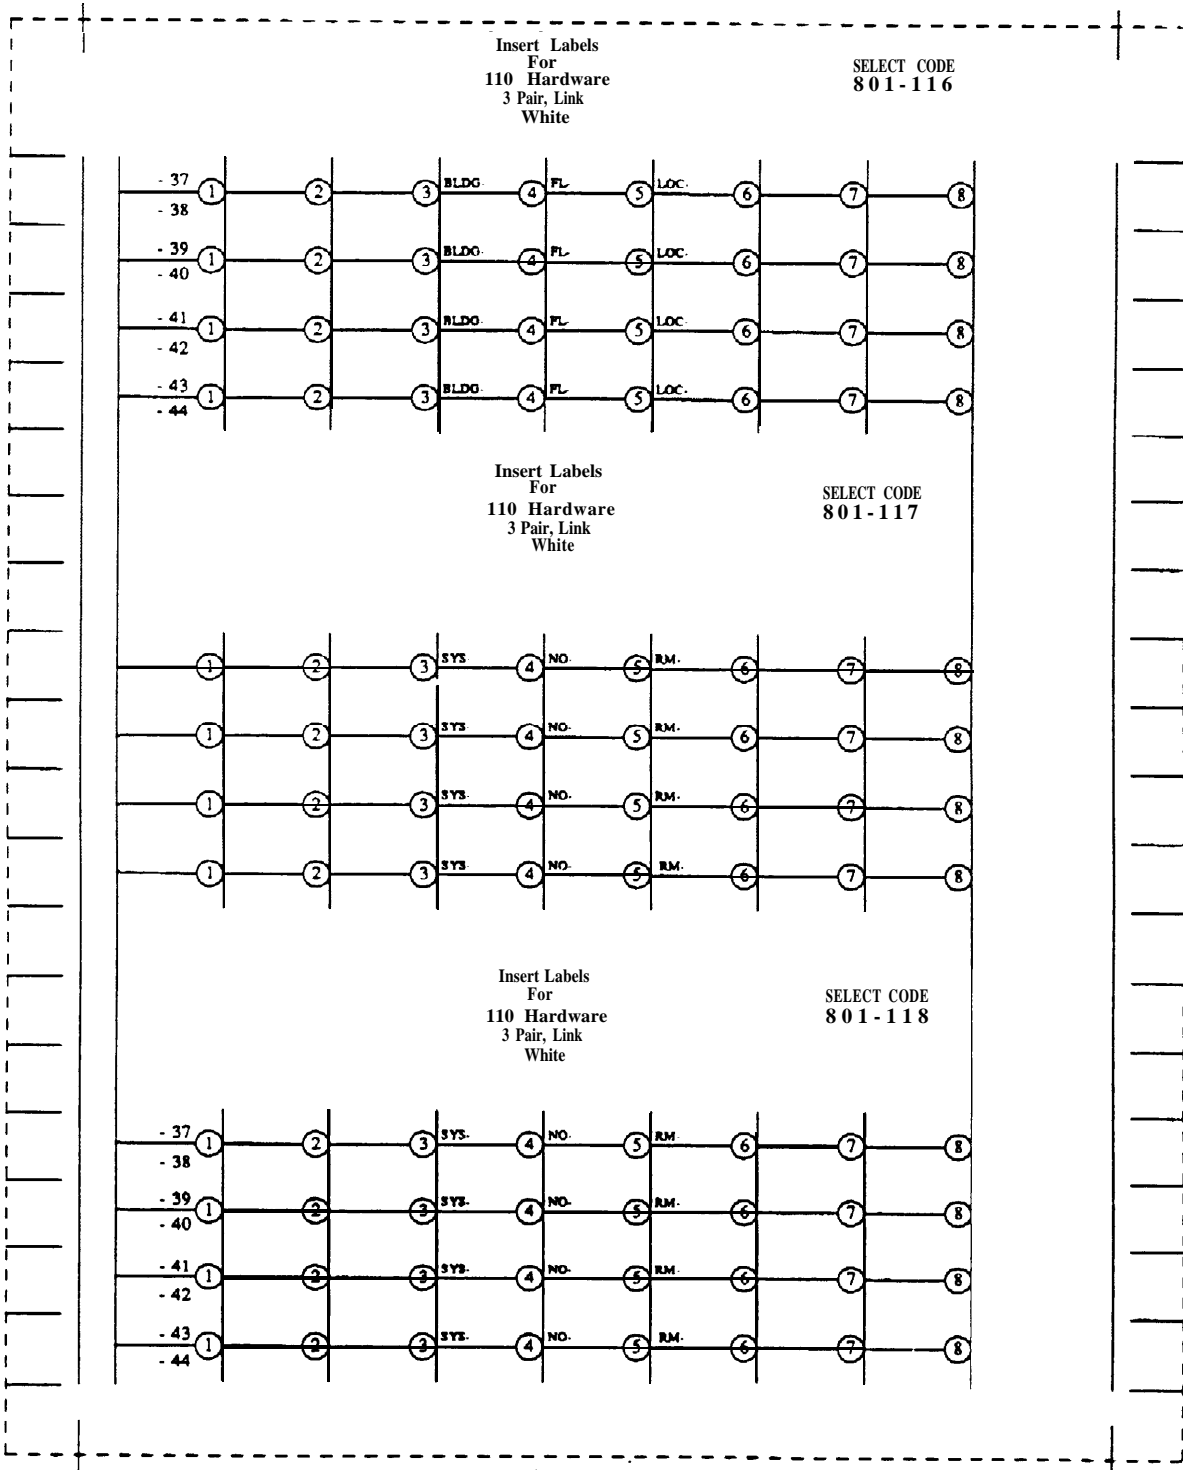 Insert Labels
For
110 Hardware
3 Pair, Link
White
SELECT CODE
801-116
- 37
1 2 3 BLDG. 4 FL. 5 LOC. 6 7 8
- 38
- 39
1 2 3 BLDG. 4 FL. 5 LOC. 6 7 8
- 40
- 41
1 2 3 BLDG. 4 FL. 5 LOC. 6 7 8
- 42
- 43
1 2 3 BLDG. 4 FL. 5 LOC. 6 7 8
- 44
Insert Labels
For
110 Hardware
3 Pair, Link
White
SELECT CODE
801-117
1 2 3 SYS. 4 NO. 5 RM. 6 7 8
1 2 3 SYS. 4 NO. 5 RM. 6 7 8
1 2 3 SYS. 4 NO. 5 RM. 6 7 8
1 2 3 SYS. 4 NO. 5 RM. 6 7 8
Insert Labels
For
110 Hardware
3 Pair, Link
White
SELECT CODE
801-118
- 37
1 2 3 SYS. 4 NO. 5 RM. 6 7 8
- 38
- 39
1 2 3 SYS. 4 NO. 5 RM. 6 7 8
- 40
- 41
1 2 3 SYS. 4 NO. 5 RM. 6 7 8
- 42
- 43
1 2 3 SYS. 4 NO. 5 RM. 6 7 8
- 44